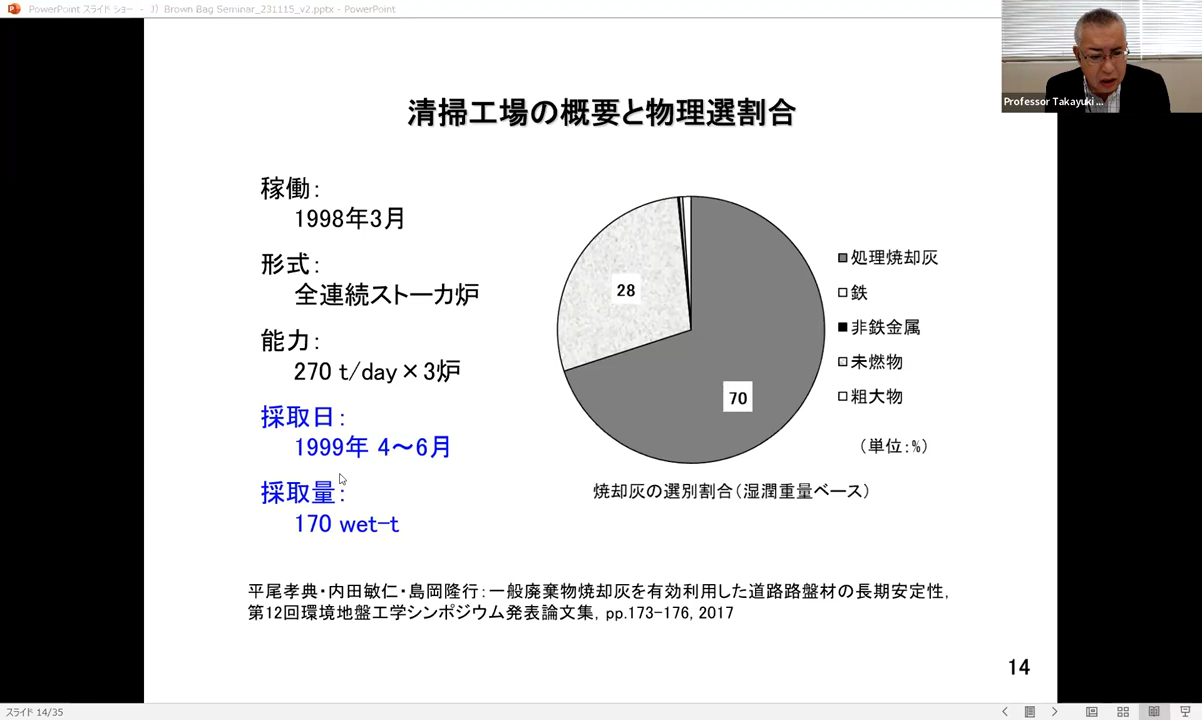 PowerPoint スライド ショー - J) Brown Bag Seminar_231115_v2.pptx - PowerPoint
Professor Takayuki ...
清掃工場の概要と物理選割合
稼働：
1998年3月
形式：
全連続ストーカ炉
能力：
270 t/day×3炉
採取日：
1999年 4～6月
採取量：
170 wet-t
28
70
処理焼却灰
鉄
非鉄金属
未燃物
粗大物
（単位：%）
焼却灰の選別割合（湿潤重量ベース）
平尾孝典・内田敏仁・島岡隆行：一般廃棄物焼却灰を有効利用した道路路盤材の長期安定性，
第12回環境地盤工学シンポジウム発表論文集，pp.173-176, 2017
14
スライド 14/35